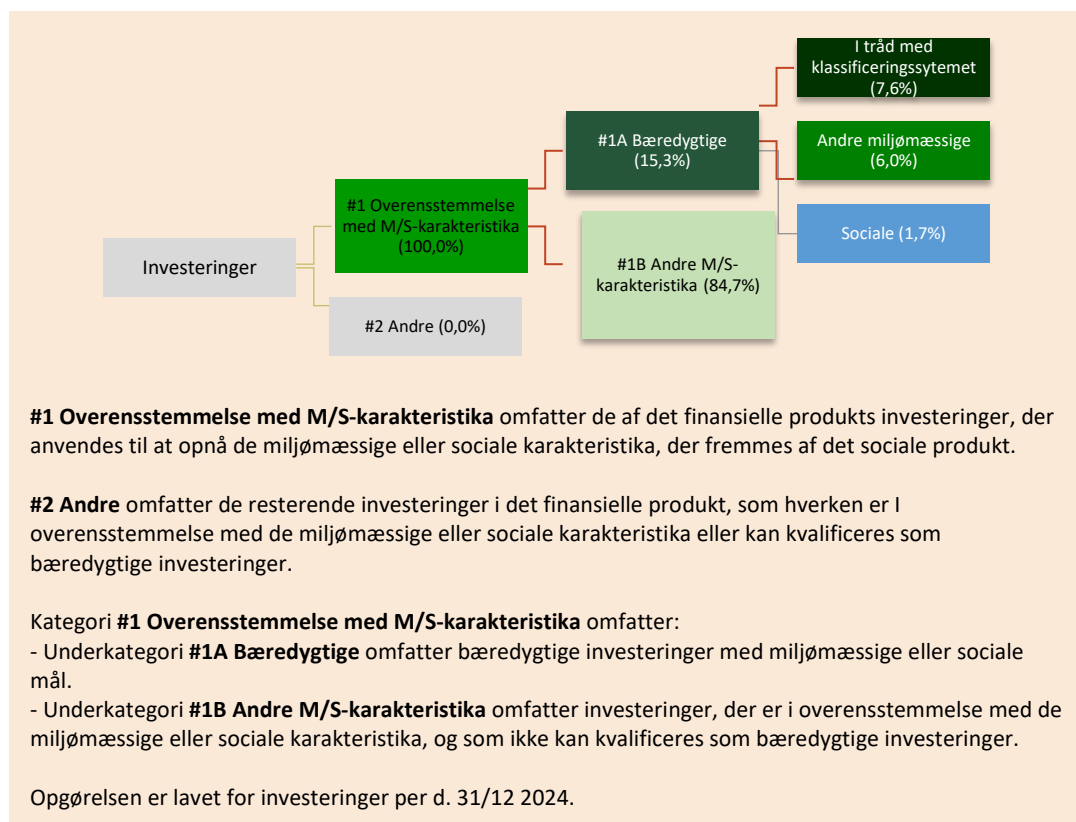 I tråd med
klassificeringssytemet
(7,6%)
#1A Bæredygtige
(15,3%)
Andre miljømæssige
(6,0%)
#1 Overensstemmelse
med M/S-karakteristika
(100,0%)
Sociale (1,7%)
Investeringer
#1B Andre M/S-
karakteristika (84,7%)
#2 Andre (0,0%)
#1 Overensstemmelse med M/S-karakteristika omfatter de af det finansielle produkts investeringer, der
anvendes til at opnå de miljømæssige eller sociale karakteristika, der fremmes af det sociale produkt.
#2 Andre omfatter de resterende investeringer i det finansielle produkt, som hverken er I
overensstemmelse med de miljømæssige eller sociale karakteristika eller kan kvalificeres som
bæredygtige investeringer.
Kategori #1 Overensstemmelse med M/S-karakteristika omfatter:
- Underkategori #1A Bæredygtige omfatter bæredygtige investeringer med miljømæssige eller sociale
mål.
- Underkategori #1B Andre M/S-karakteristika omfatter investeringer, der er i overensstemmelse med de
miljømæssige eller sociale karakteristika, og som ikke kan kvalificeres som bæredygtige investeringer.
Opgørelsen er lavet for investeringer per d. 31/12 2024.